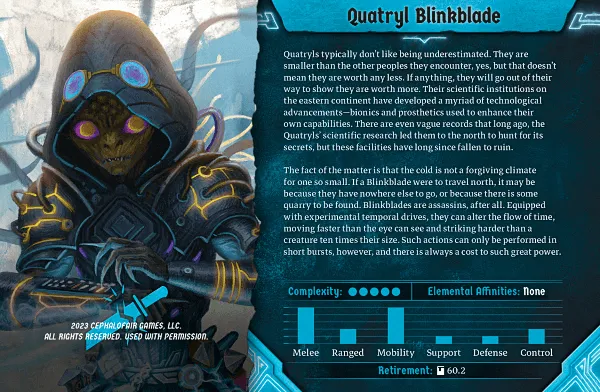 Quatryl Blinkblade
Quatryls typically don't like being underestimated. They are
smaller than the other peoples they encounter, yes, but that doesn't
mean they are worth any less. If anything, they will go out of their
way to show they are worth more. Their scientific institutions on
the eastern continent have developed a myriad of technological
advancements—bionics and prosthetics used to enhance their
own capabilities. There are even vague records that long ago, the
Quatryls' scientific research led them to the north to hunt for its
secrets, but these facilities have long since fallen to ruin.
The fact of the matter is that the cold is not a forgiving climate
for one so small. If a Blinkblade were to travel north, it may be
because they have nowhere else to go, or because there is some
quarry to be found. Blinkblades are assassins, after all. Equipped
with experimental temporal drives, they can alter the flow of time,
moving faster than the eye can see and striking harder than a
creature ten times their size. Such actions can only be performed in
short bursts, however, and there is always a cost to such great power.
Complexity: Elemental Affinities: None
Melee Ranged Mobility Support Defense Control
Retirement: 60.2
2023 CEPHALOFAIR GAMES, LLC.
ALL RIGHTS RESERVED. USED WITH PERMISSION.